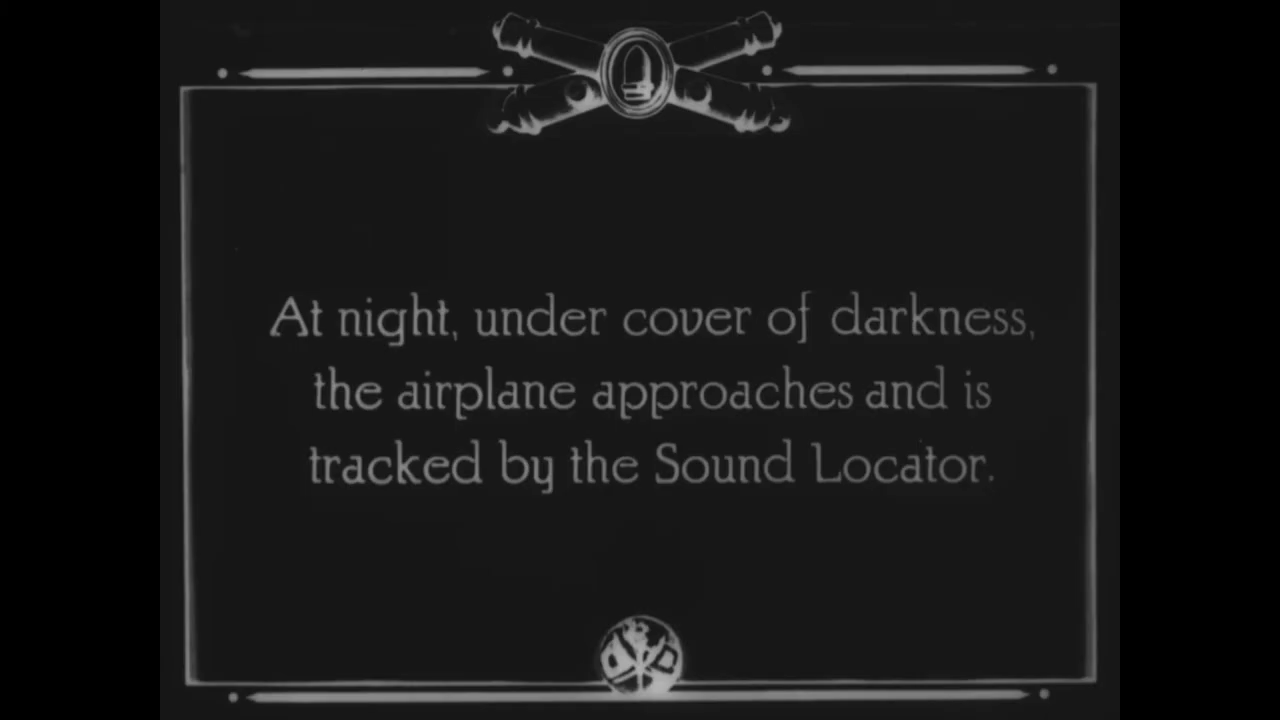 At night, under cover of darkness,
the airplane approaches and is
tracked by the Sound Locator.